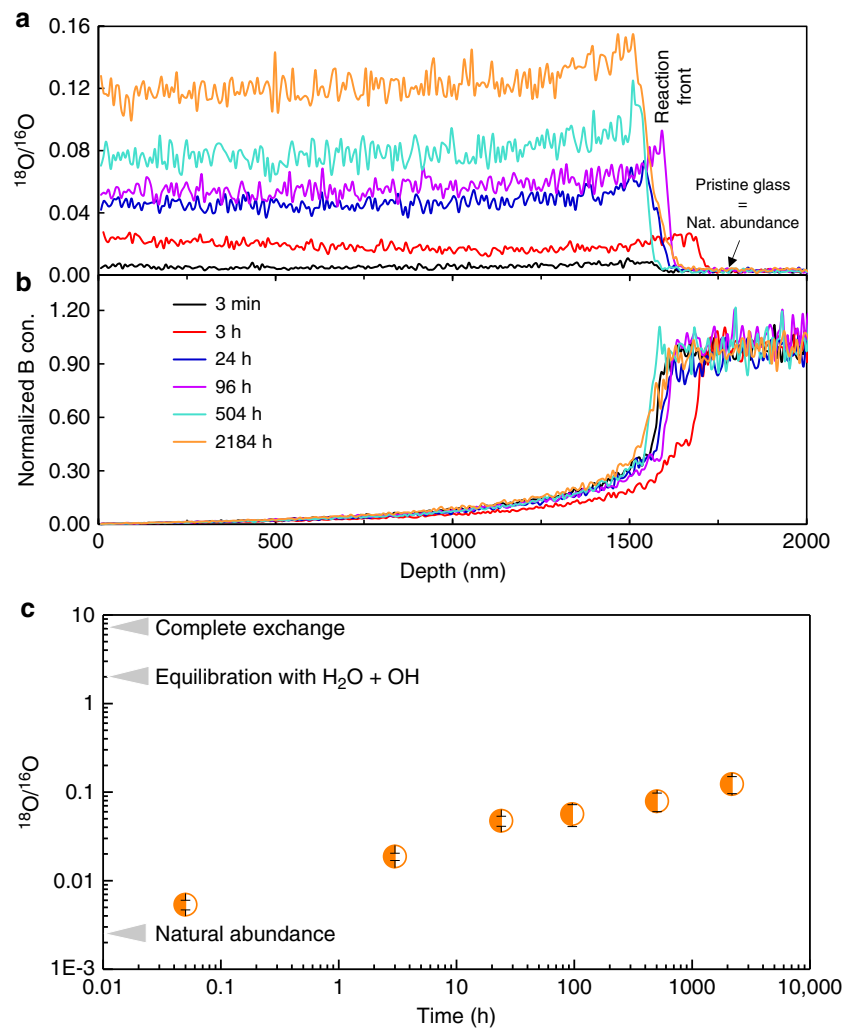 a
0.16
0.12
0.08
0.04
0.00
¹⁸O/¹⁶O
Reaction
front
Pristine glass
=
Nat. abundance
b
1.20
0.90
0.60
0.30
0.00
Normalized B con.
3 min
3 h
24 h
96 h
504 h
2184 h
0
500
1000
1500
2000
Depth (nm)
c
10
1
0.1
0.01
1E-3
¹⁸O/¹⁶O
Complete exchange
Equilibration with H₂O + OH
Natural abundance
0.01
0.1
1
10
100
1000
10,000
Time (h)